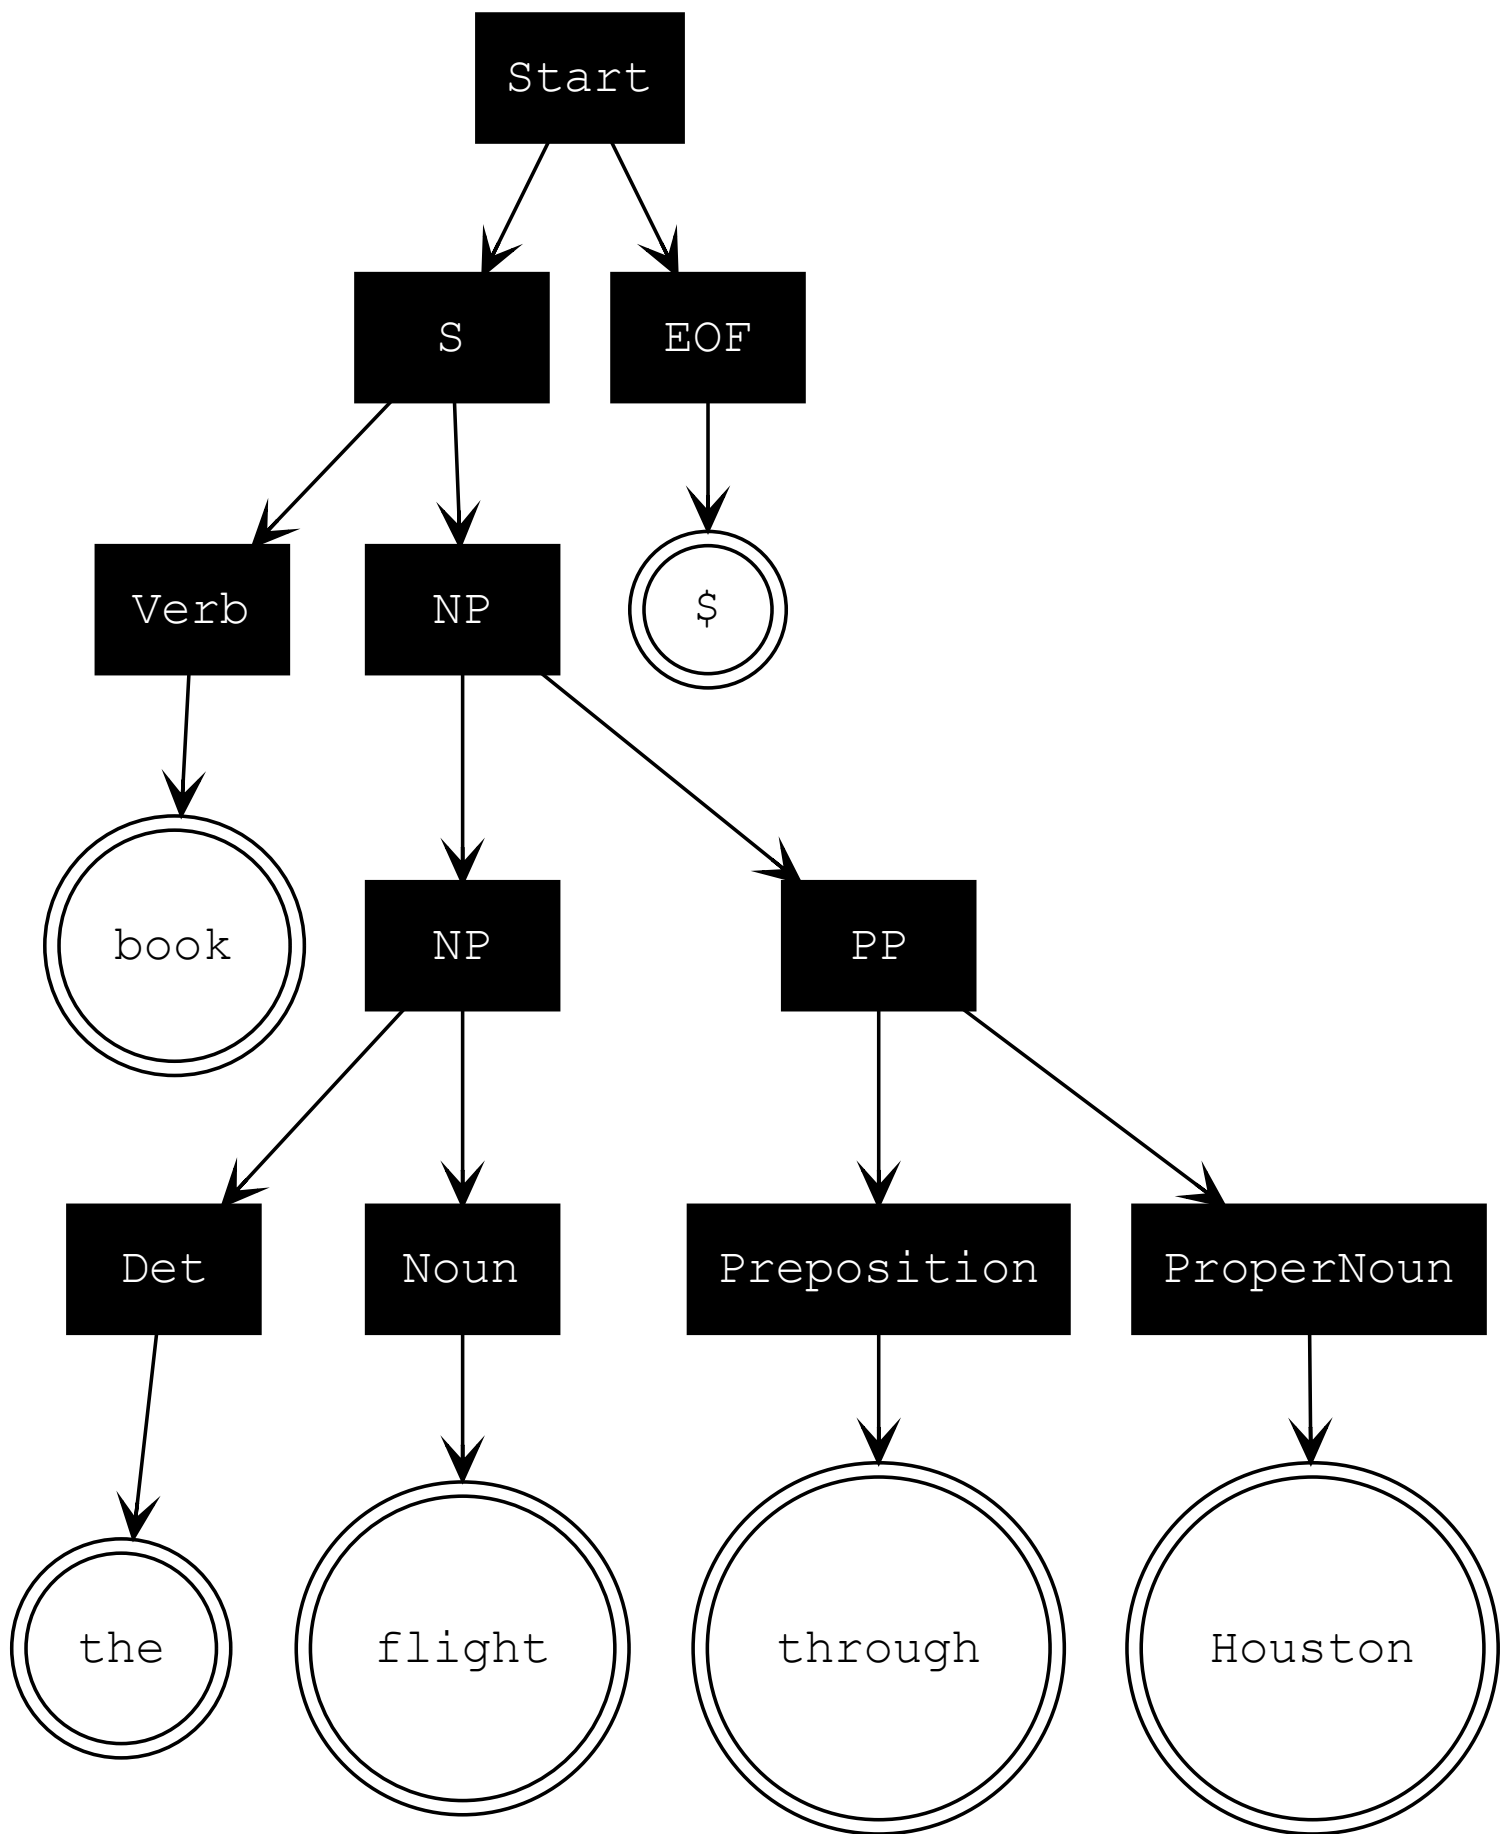 Start
S EOF
Verb NP $
book NP PP
Det Noun Preposition ProperNoun
the flight through Houston